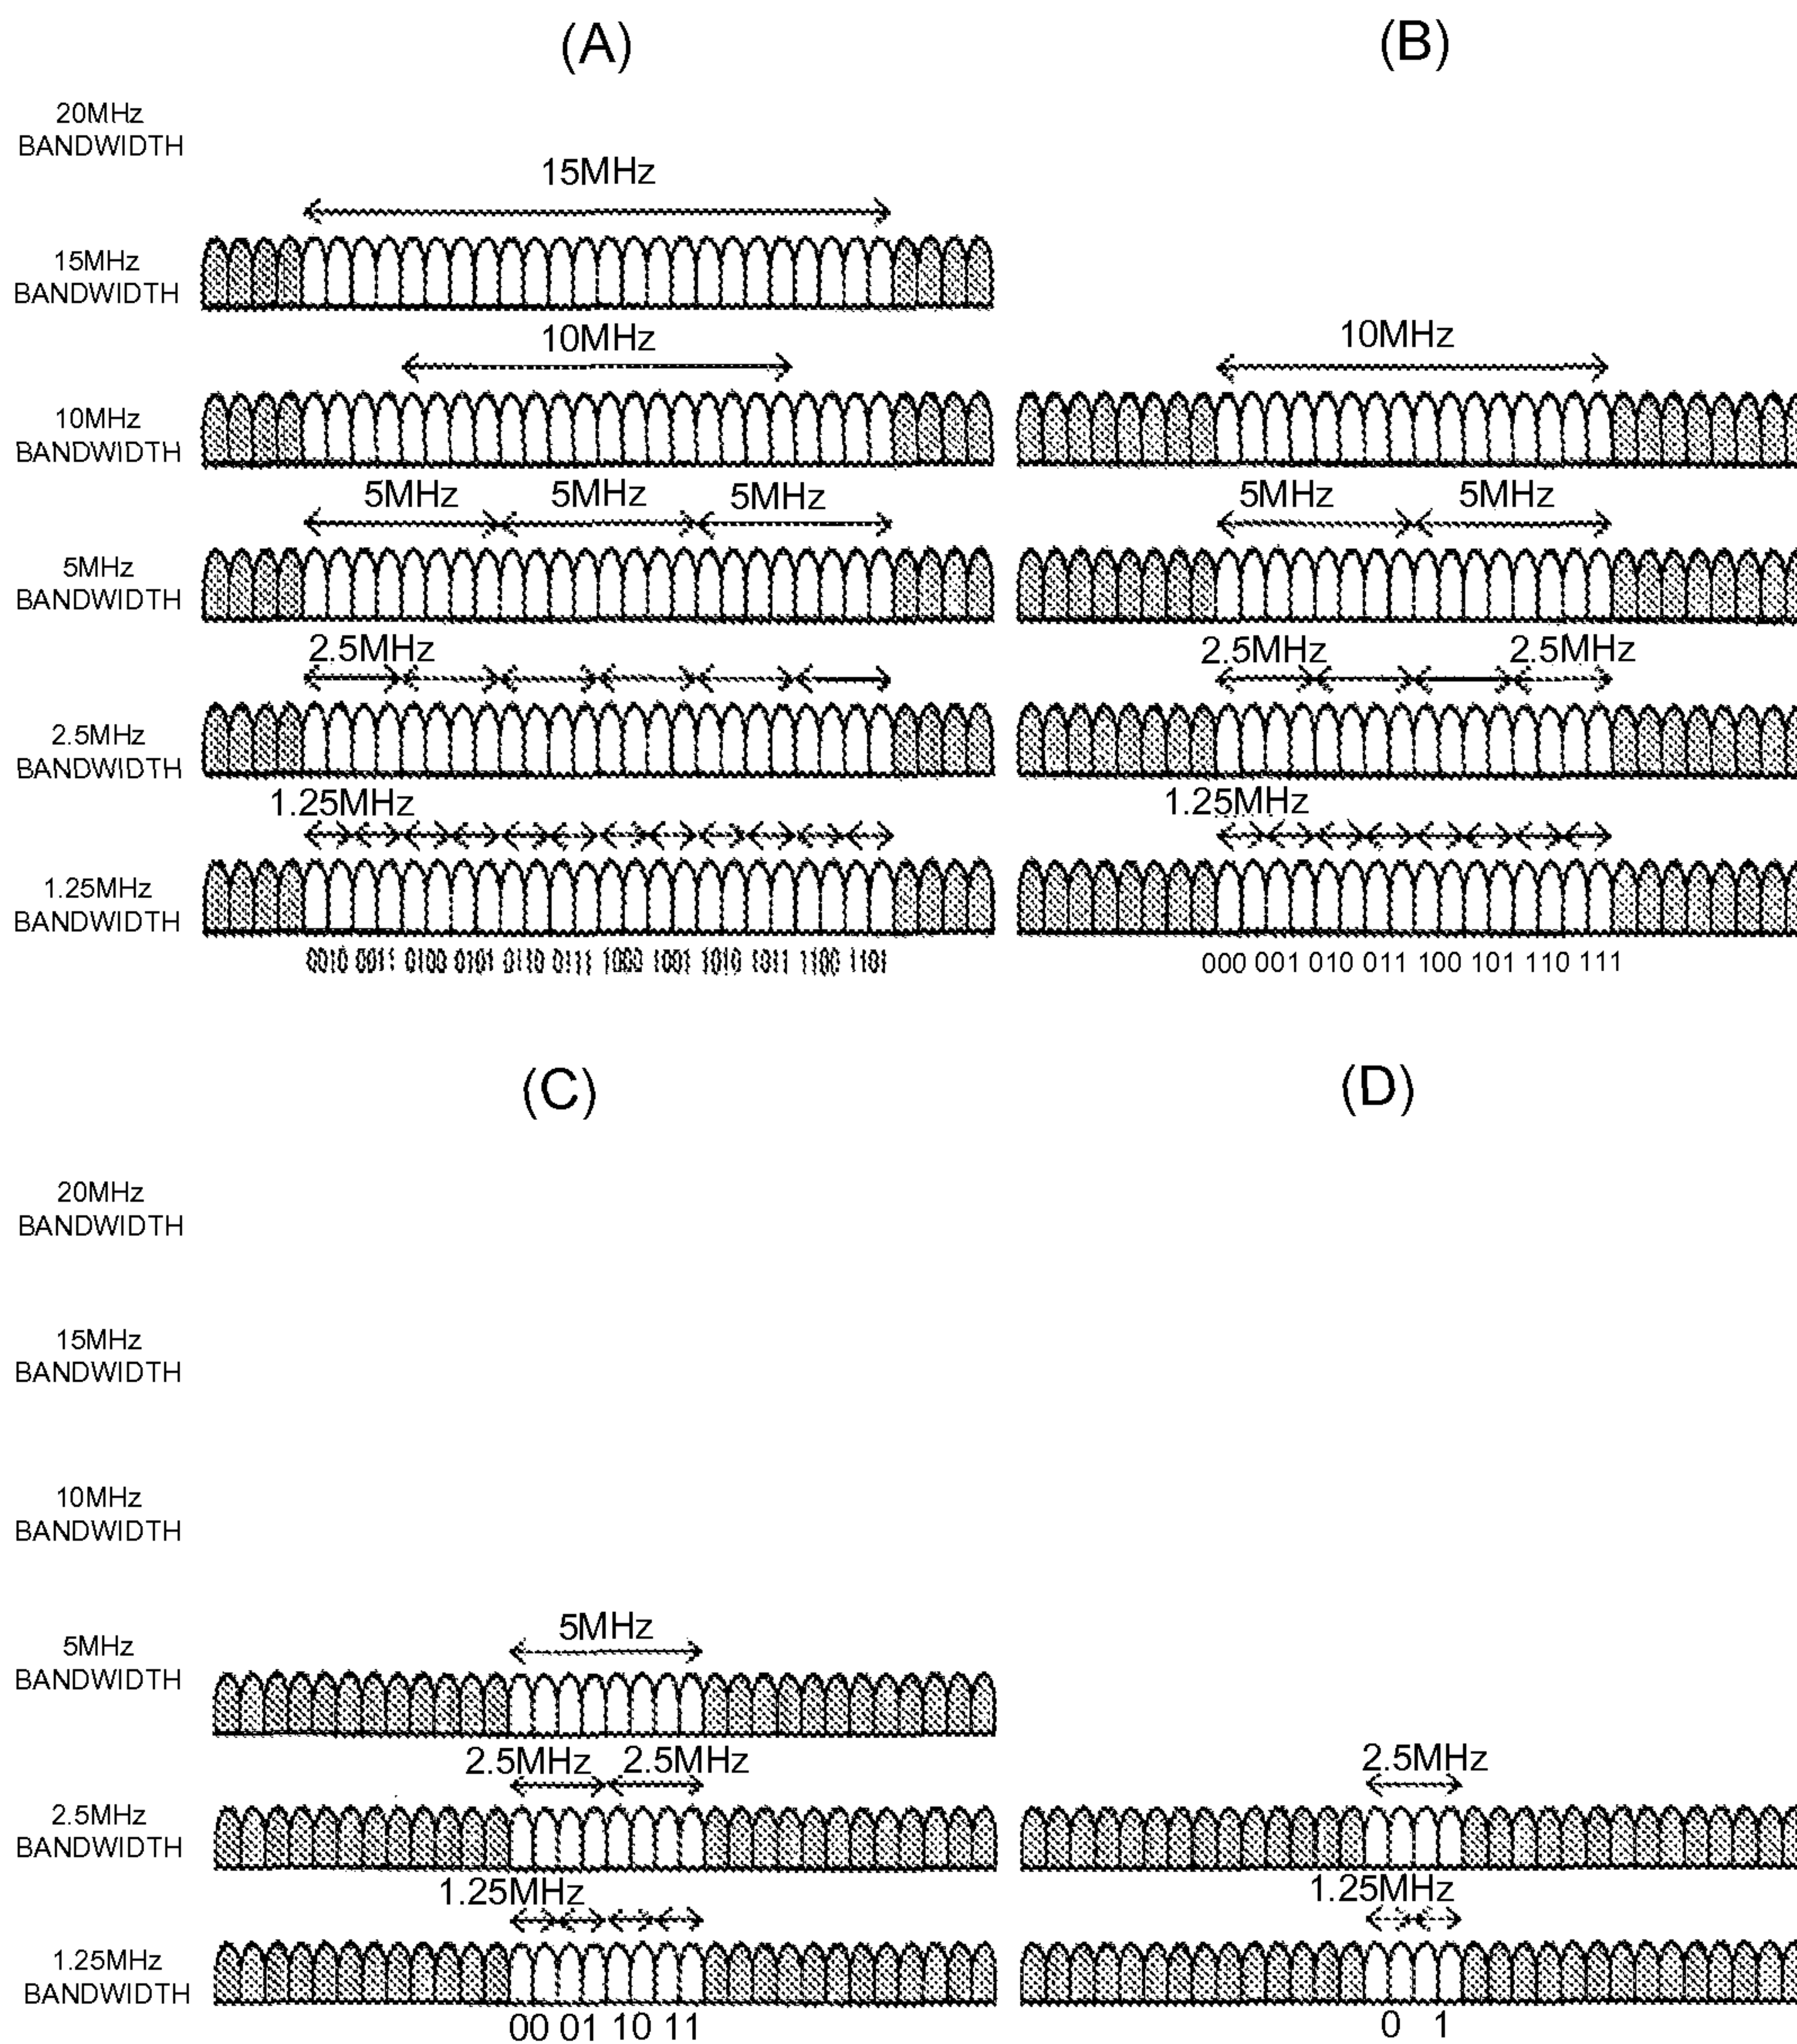 (A) (B)
20MHz
BANDWIDTH
15MHz
15MHz
BANDWIDTH
10MHz 10MHz
10MHz
BANDWIDTH
5MHz 5MHz 5MHz 5MHz 5MHz
5MHz
BANDWIDTH
2.5MHz 2.5MHz 2.5MHz
2.5MHz
BANDWIDTH
1.25MHz 1.25MHz
1.25MHz
BANDWIDTH
0010 0011 0100 0101 0110 0111 1000 1001 1010 1011 1100 1101 000 001 010 011 100 101 110 111
(C) (D)
20MHz
BANDWIDTH
15MHz
BANDWIDTH
10MHz
BANDWIDTH
5MHz
5MHz
BANDWIDTH
2.5MHz 2.5MHz 2.5MHz
2.5MHz
BANDWIDTH
1.25MHz 1.25MHz
1.25MHz
BANDWIDTH
00 01 10 11 0 1